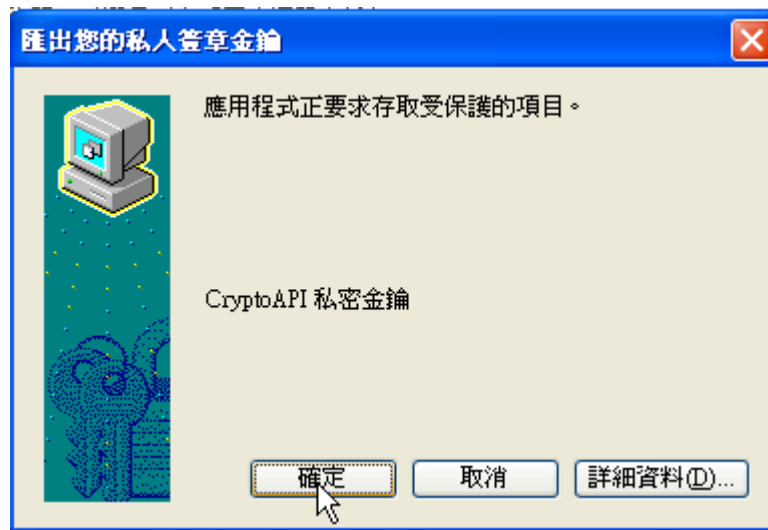 匯出您的私人簽章金鑰
應用程式正要求存取受保護的項目。
CryptoAPI 私密金鑰
確定
取消
詳細資料(D)...